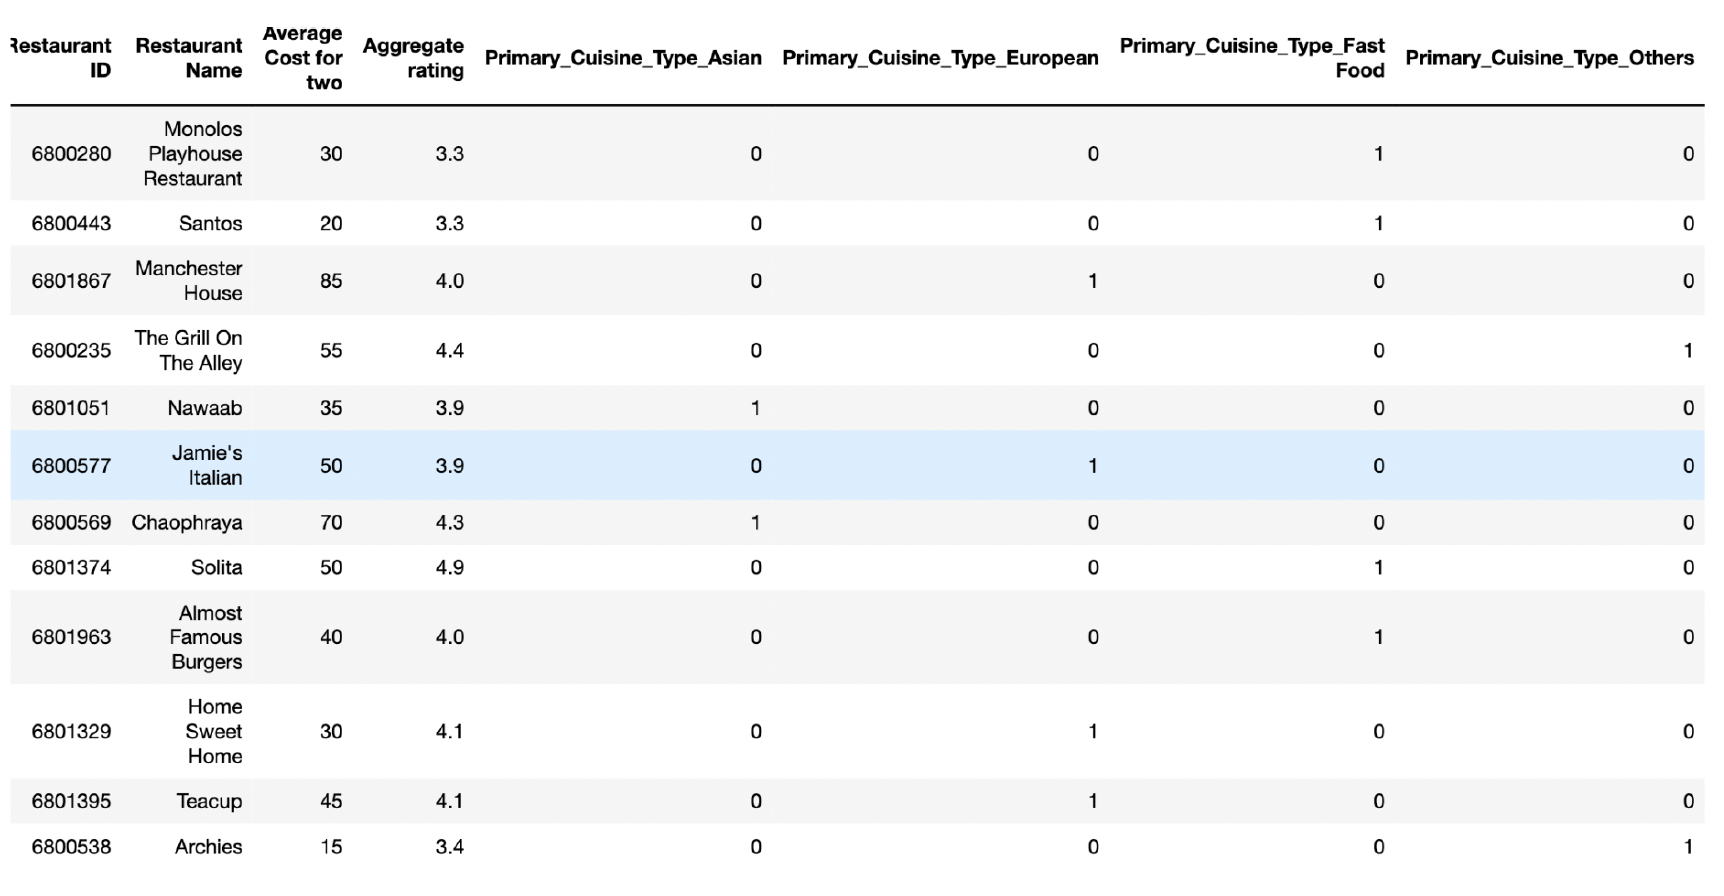 Restaurant ID Restaurant Name Average Cost for two Aggregate rating Primary_Cuisine_Type_Asian Primary_Cuisine_Type_European Primary_Cuisine_Type_Fast Food Primary_Cuisine_Type_Others
6800280 Monolos Playhouse Restaurant 30 3.3 0 0 1 0
6800443 Santos 20 3.3 0 0 1 0
6801867 Manchester House 85 4.0 0 1 0 0
6800235 The Grill On The Alley 55 4.4 0 0 0 1
6801051 Nawaab 35 3.9 1 0 0 0
6800577 Jamie's Italian 50 3.9 0 1 0 0
6800569 Chaophraya 70 4.3 1 0 0 0
6801374 Solita 50 4.9 0 0 1 0
6801963 Almost Famous Burgers 40 4.0 0 0 1 0
6801329 Home Sweet Home 30 4.1 0 1 0 0
6801395 Teacup 45 4.1 0 1 0 0
6800538 Archies 15 3.4 0 0 0 1